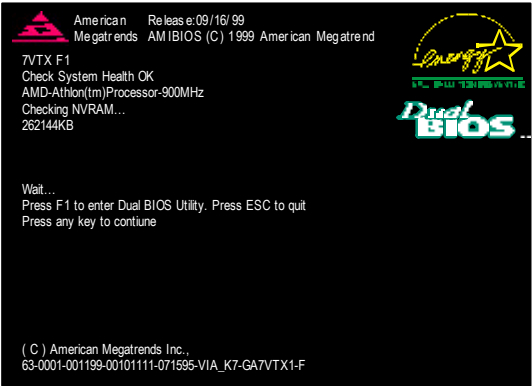 American Release:09/16/99
Megatrends AMIBIOS (C) 1999 American Megatrend
energy
Dual
BIOS
7VTX F1
Check System Health OK
AMD-Athlon(tm)Processor-900MHz
Checking NVRAM...
262144KB
Wait...
Press F1 to enter Dual BIOS Utility. Press ESC to quit
Press any key to contiune
( C ) American Megatrends Inc.,
63-0001-001199-00101111-071595-VIA_K7-GA7VTX1-F